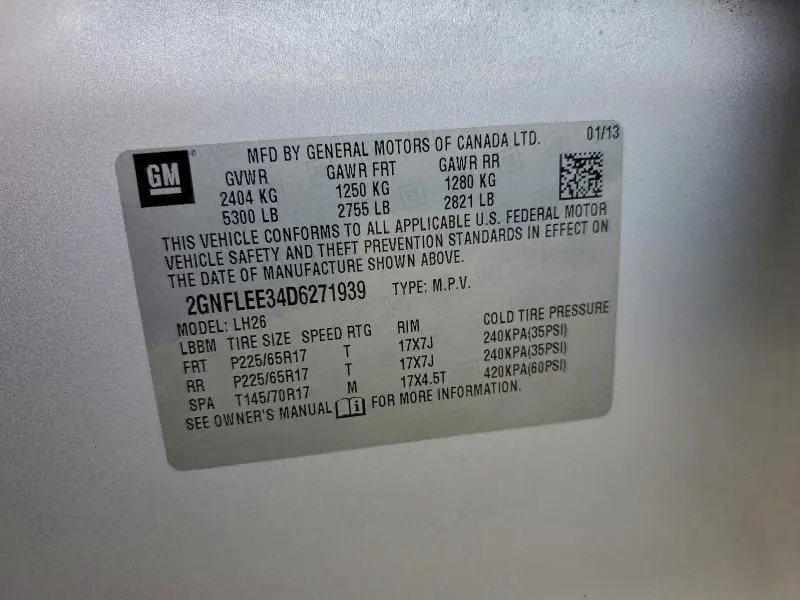 GM ® MFD BY GENERAL MOTORS OF CANADA LTD. 01/13
GVWR GAWR FRT GAWR RR
2404 KG 1250 KG 1280 KG
5300 LB 2755 LB 2821 LB
THIS VEHICLE CONFORMS TO ALL APPLICABLE U.S. FEDERAL MOTOR
VEHICLE SAFETY AND THEFT PREVENTION STANDARDS IN EFFECT ON
THE DATE OF MANUFACTURE SHOWN ABOVE.
2GNFLEE34D6271939 TYPE: M.P.V.
MODEL: LH26
LBBM TIRE SIZE SPEED RTG RIM COLD TIRE PRESSURE
FRT P225/65R17 T 17X7J 240KPA(35PSI)
RR P225/65R17 T 17X7J 240KPA(35PSI)
SPA T145/70R17 M 17X4.5T 420KPA(60PSI)
SEE OWNER'S MANUAL i FOR MORE INFORMATION.